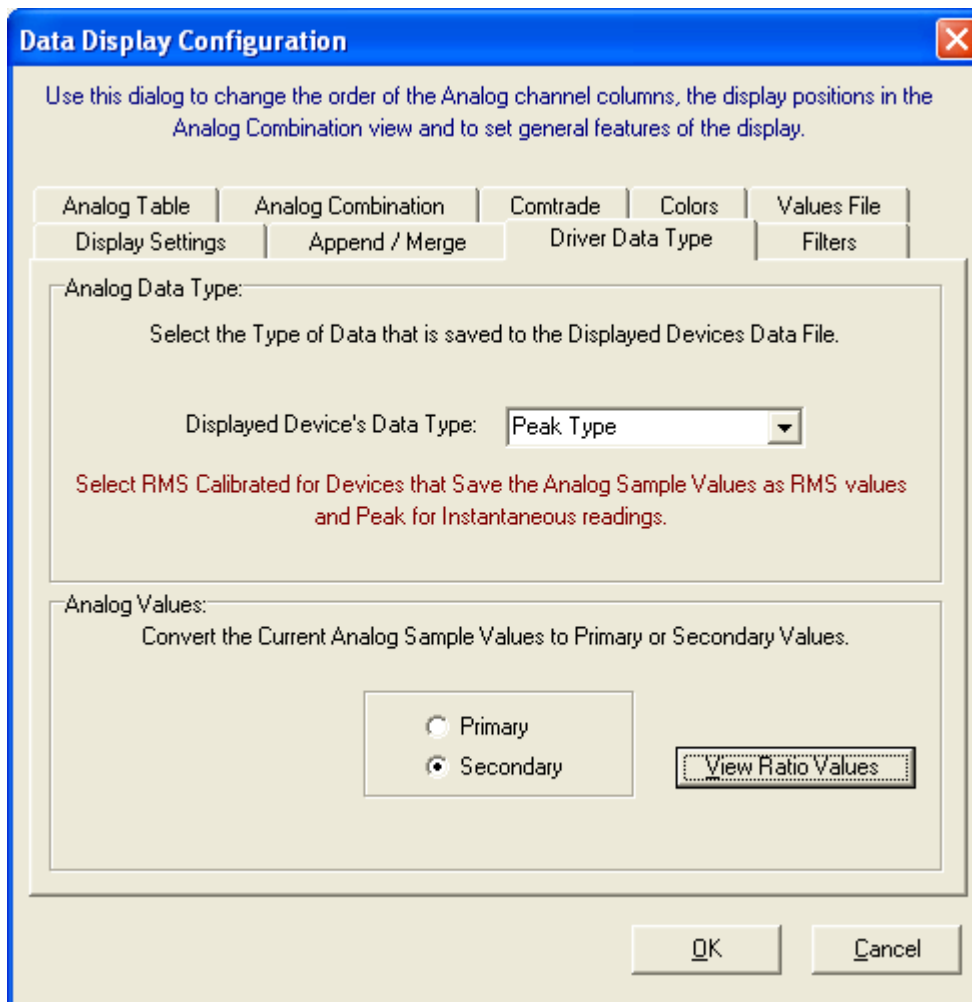 Data Display Configuration
Use this dialog to change the order of the Analog channel columns, the display positions in the
Analog Combination view and to set general features of the display.
Analog Table Analog Combination Comtrade Colors Values File
Display Settings Append / Merge Driver Data Type Filters
Analog Data Type:
Select the Type of Data that is saved to the Displayed Devices Data File.
Displayed Device's Data Type: Peak Type
Select RMS Calibrated for Devices that Save the Analog Sample Values as RMS values
and Peak for Instantaneous readings.
Analog Values:
Convert the Current Analog Sample Values to Primary or Secondary Values.
Primary
Secondary
View Ratio Values
OK Cancel